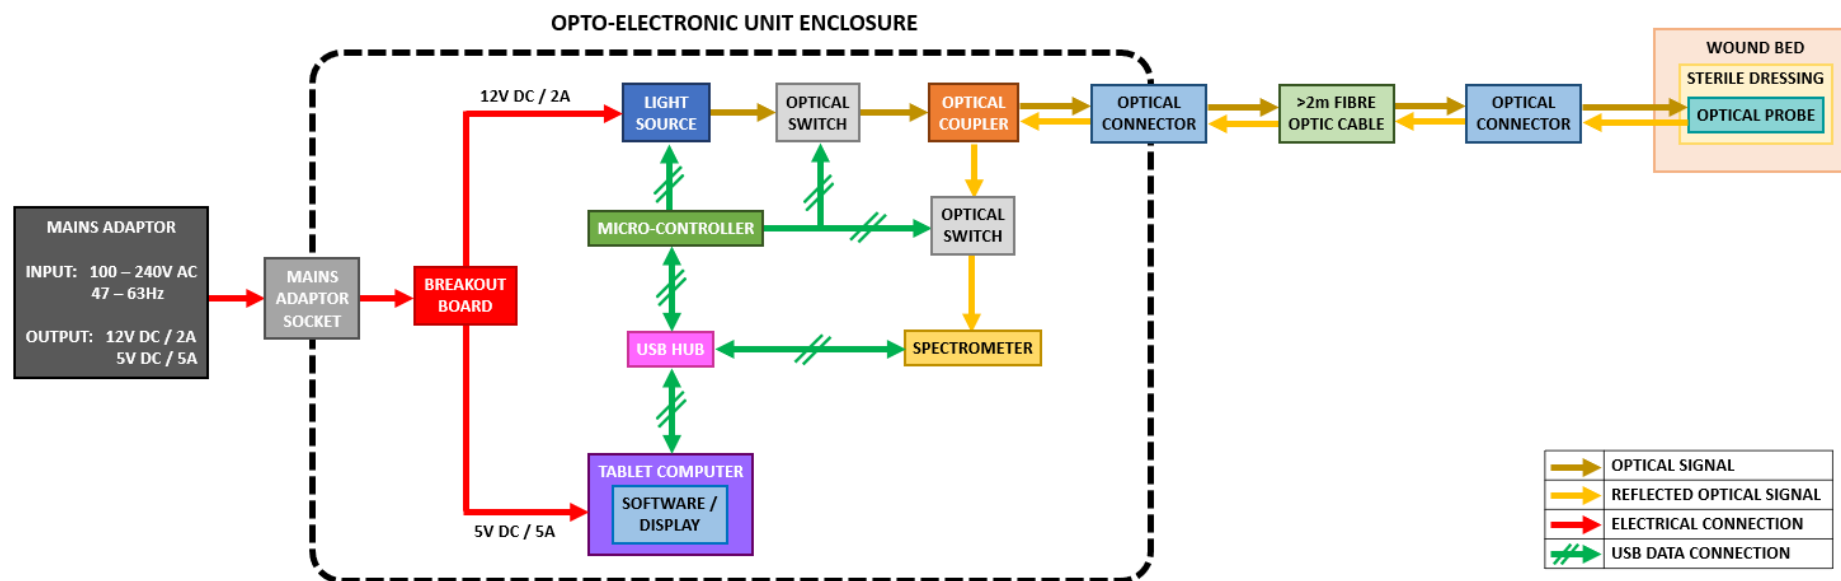 OPTO-ELECTRONIC UNIT ENCLOSURE
MAINS ADAPTOR
INPUT: 100 – 240V AC
47 – 63Hz
OUTPUT: 12V DC / 2A
5V DC / 5A
MAINS
ADAPTOR
SOCKET
BREAKOUT
BOARD
12V DC / 2A
5V DC / 5A
LIGHT
SOURCE
OPTICAL
SWITCH
OPTICAL
COUPLER
OPTICAL
CONNECTOR
>2m FIBRE
OPTIC CABLE
OPTICAL
CONNECTOR
WOUND BED
STERILE DRESSING
OPTICAL PROBE
MICRO-CONTROLLER
OPTICAL
SWITCH
USB HUB
SPECTROMETER
TABLET COMPUTER
SOFTWARE /
DISPLAY
OPTICAL SIGNAL
REFLECTED OPTICAL SIGNAL
ELECTRICAL CONNECTION
USB DATA CONNECTION